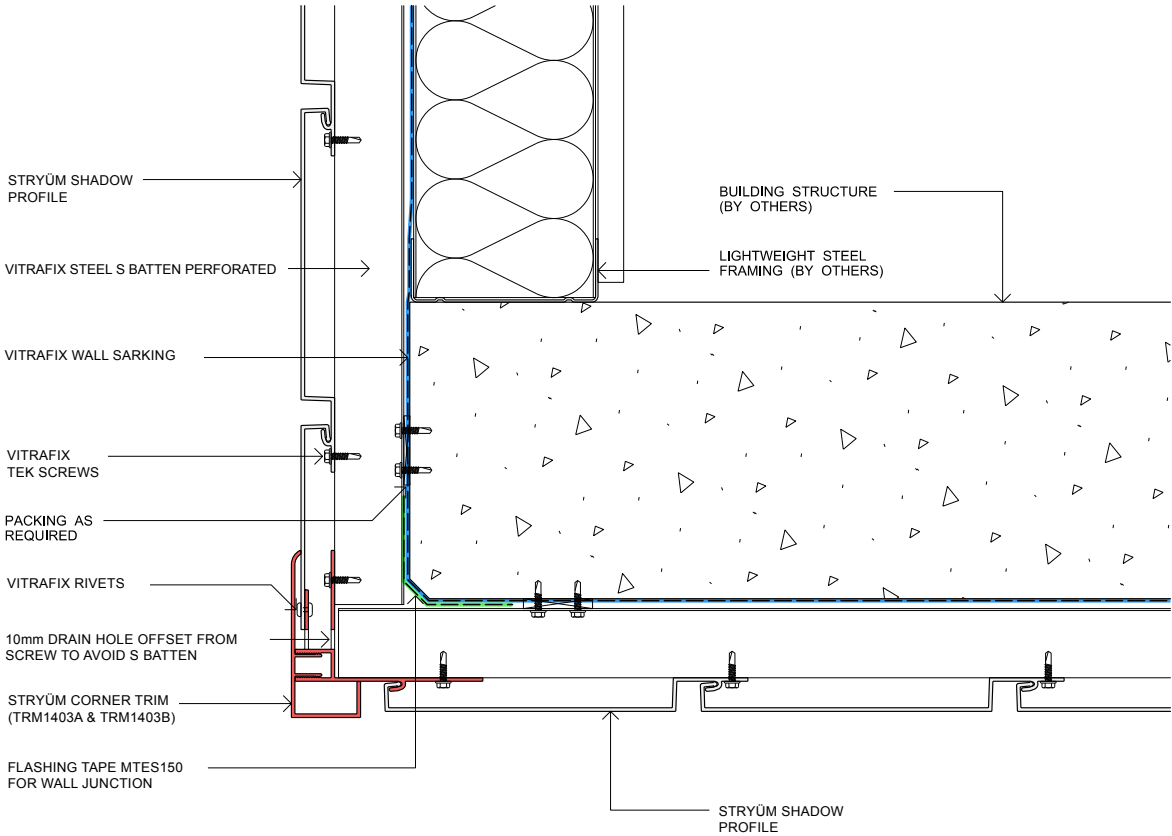 STRYÜM SHADOW
PROFILE
VITRAFIX STEEL S BATTEN PERFORATED
VITRAFIX WALL SARKING
VITRAFIX
TEK SCREWS
PACKING AS
REQUIRED
VITRAFIX RIVETS
10mm DRAIN HOLE OFFSET FROM
SCREW TO AVOID S BATTEN
STRYÜM CORNER TRIM
(TRM1403A & TRM1403B)
FLASHING TAPE MTES150
FOR WALL JUNCTION
BUILDING STRUCTURE
(BY OTHERS)
LIGHTWEIGHT STEEL
FRAMING (BY OTHERS)
STRYÜM SHADOW
PROFILE